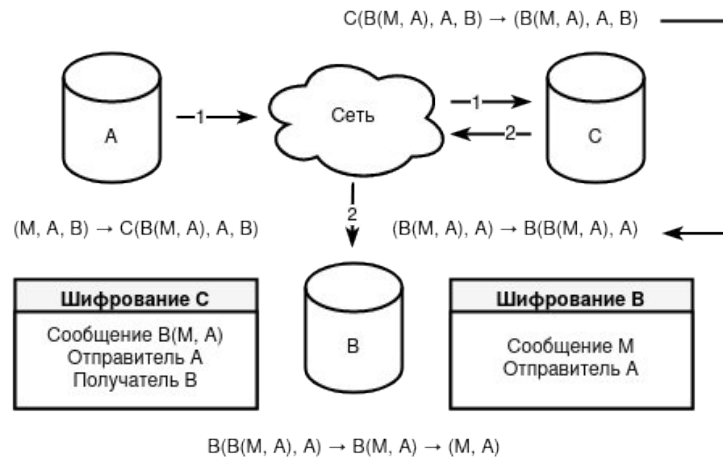 C(B(M, A), A, B) → (B(M, A), A, B)
A
1
Сеть
1
2
C
2
(M, A, B) → C(B(M, A), A, B)
(B(M, A), A) → B(B(M, A), A)
Шифрование C
Сообщение B(M, A)
Отправитель A
Получатель B
B
Шифрование B
Сообщение M
Отправитель A
B(B(M, A), A) → B(M, A) → (M, A)